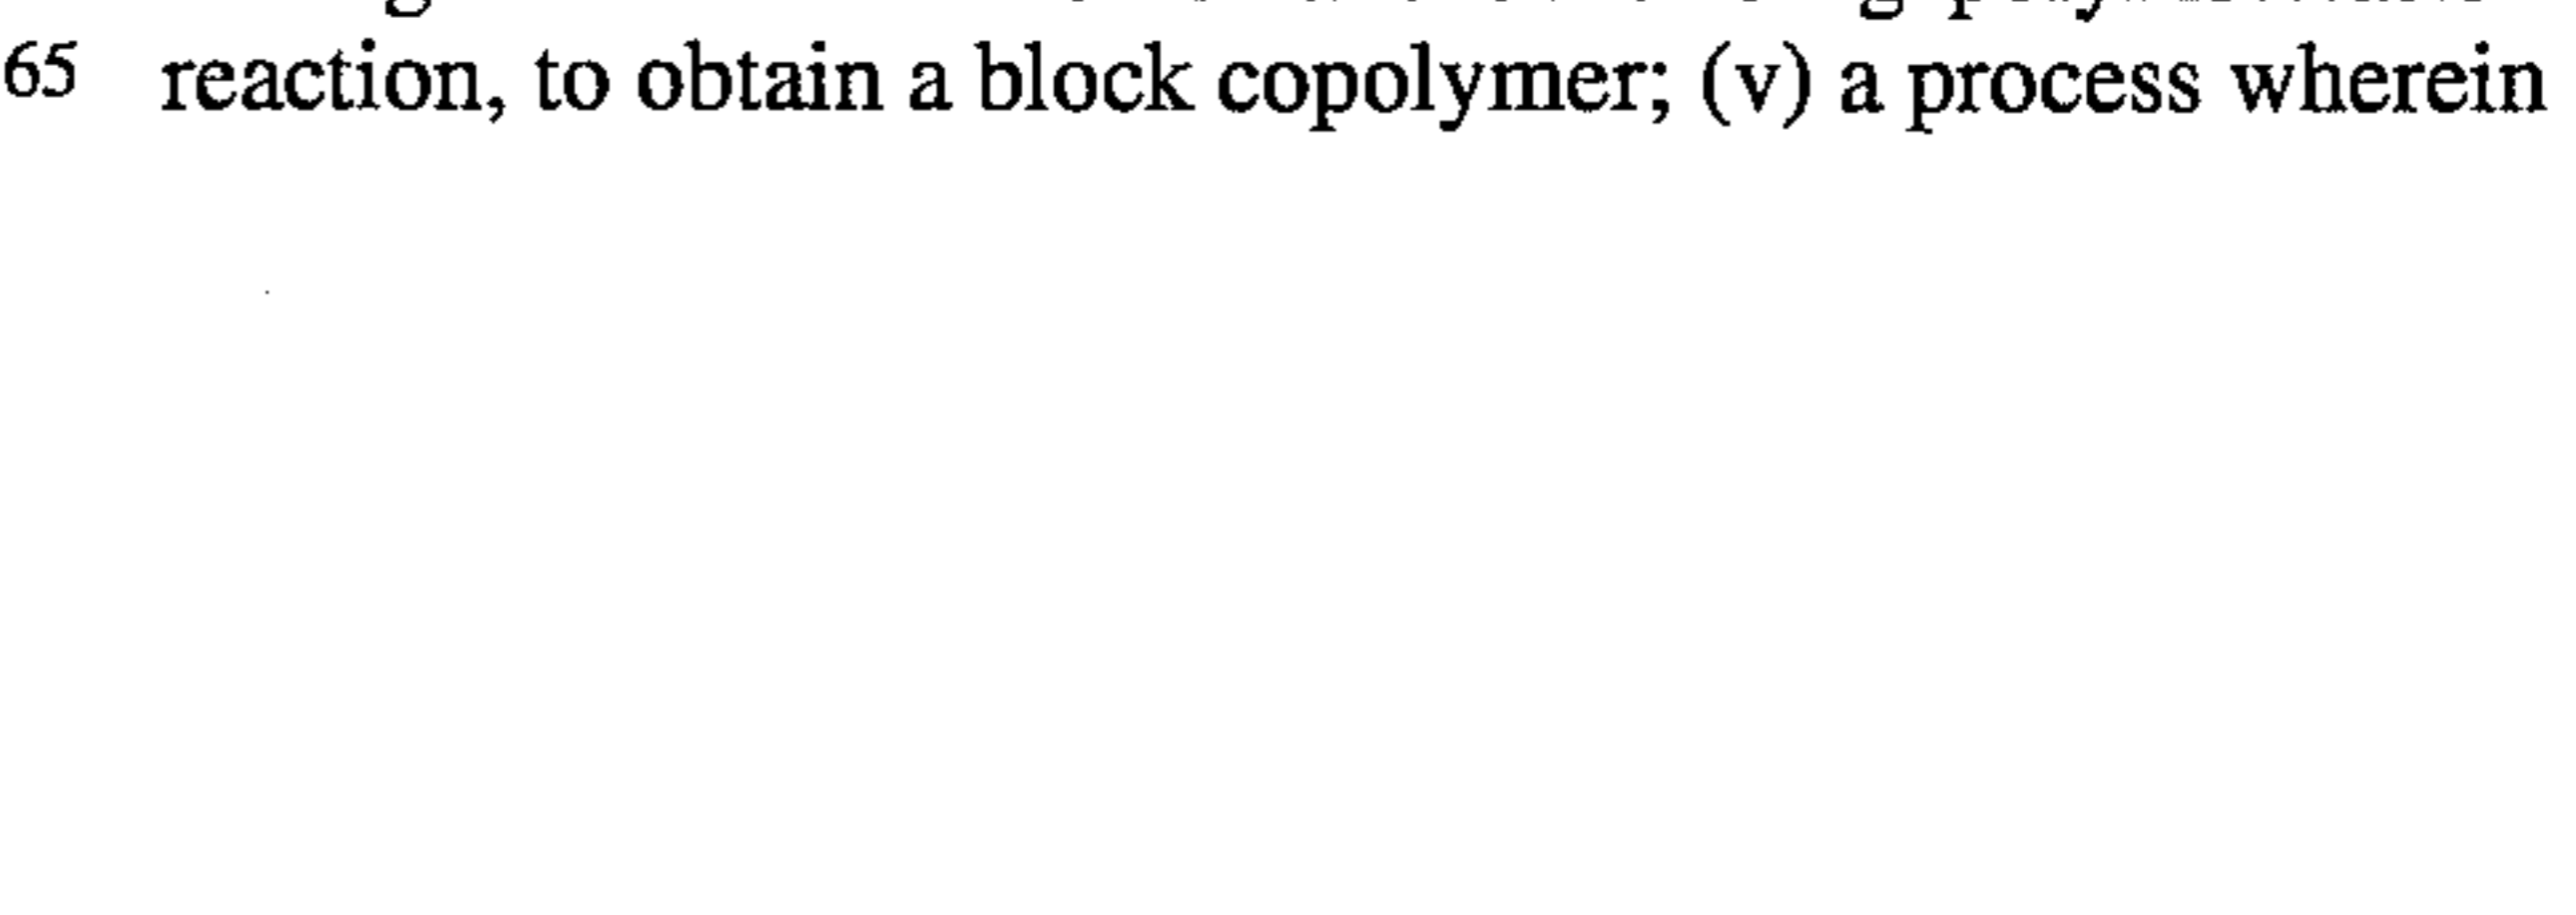 65 reaction, to obtain a block copolymer; (v) a process wherein